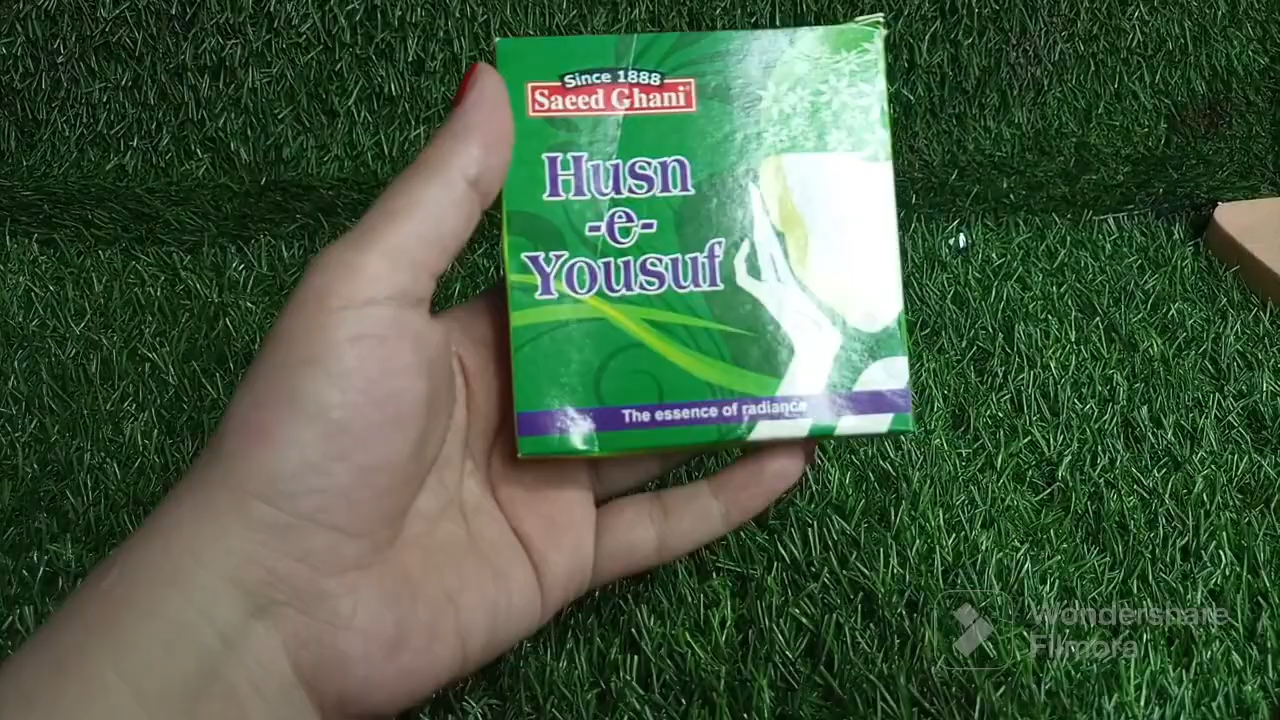 Since 1888
Saeed Ghani
Husn
-e-
Yousuf
The essence of radiance
Wondershare
Filmora